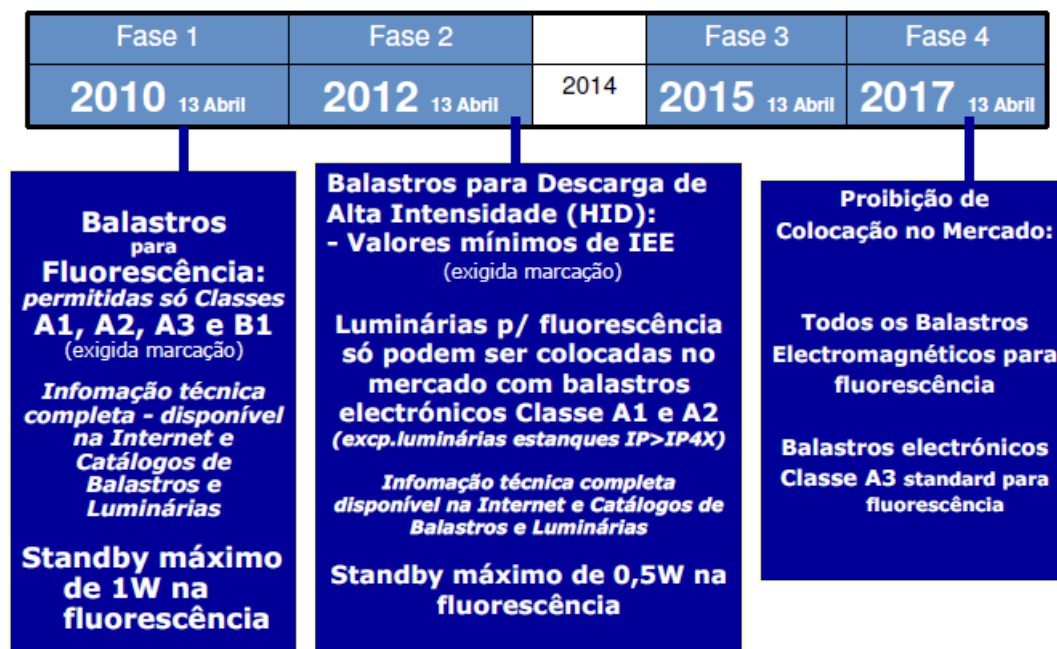 Fase 1
Fase 2
Fase 3
Fase 4
2010 13 Abril
2012 13 Abril
2014
2015 13 Abril
2017 13 Abril
Balastros
para
Fluorescência:
permitidas só Classes
A1, A2, A3 e B1
(exigida marcação)
Infomação técnica
completa – disponível
na Internet e
Catálogos de
Balastros e
Luminárias
Standby máximo
de 1W na
fluorescência
Balastros para Descarga de
Alta Intensidade (HID):
- Valores mínimos de IEE
(exigida marcação)
Luminárias p/ fluorescência
só podem ser colocadas no
mercado com balastros
electrónicos Classe A1 e A2
(excp.luminárias estanques IP>IP4X)
Infomação técnica completa
disponível na Internet e Catálogos de
Balastros e Luminárias
Standby máximo de 0,5W na
fluorescência
Proibição de
Colocação no Mercado:
Todos os Balastros
Electromagnéticos para
fluorescência
Balastros electrónicos
Classe A3 standard para
fluorescência